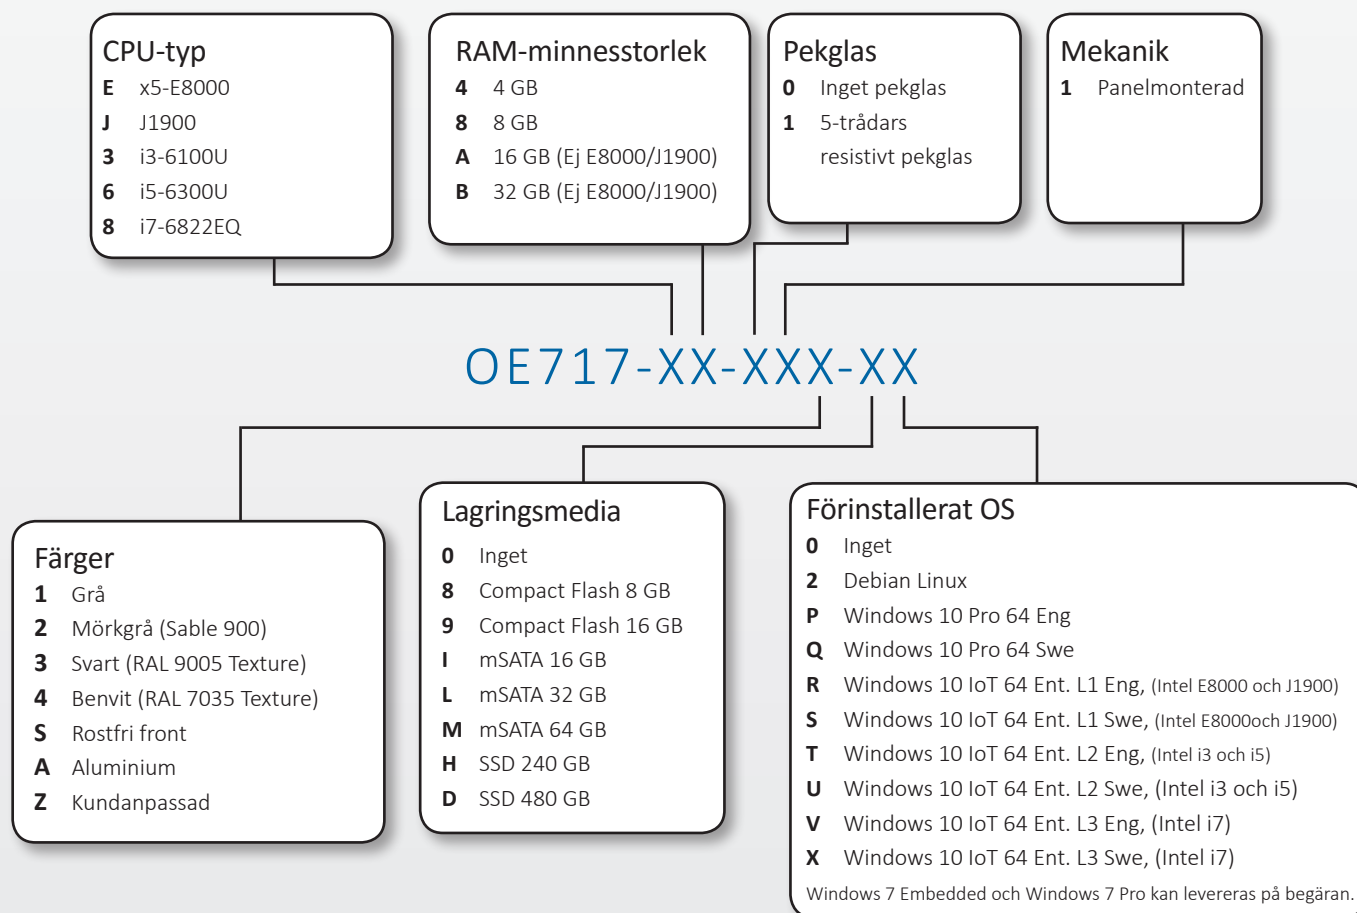 CPU-typ
E x5-E8000
J J1900
3 i3-6100U
6 i5-6300U
8 i7-6822EQ
RAM-minnesstorlek
4 4 GB
8 8 GB
A 16 GB (Ej E8000/J1900)
B 32 GB (Ej E8000/J1900)
Pekglas
0 Inget pekglas
1 5-trådars
resistivt pekglas
Mekanik
1 Panelmonterad
OE717-XX-XXX-XX
Färger
1 Grå
2 Mörkgrå (Sable 900)
3 Svart (RAL 9005 Texture)
4 Benvit (RAL 7035 Texture)
S Rostfri front
A Aluminium
Z Kundanpassad
Lagringsmedia
0 Inget
8 Compact Flash 8 GB
9 Compact Flash 16 GB
I mSATA 16 GB
L mSATA 32 GB
M mSATA 64 GB
H SSD 240 GB
D SSD 480 GB
Förinstallerat OS
0 Inget
2 Debian Linux
P Windows 10 Pro 64 Eng
Q Windows 10 Pro 64 Swe
R Windows 10 IoT 64 Ent. L1 Eng, (Intel E8000 och J1900)
S Windows 10 IoT 64 Ent. L1 Swe, (Intel E8000och J1900)
T Windows 10 IoT 64 Ent. L2 Eng, (Intel i3 och i5)
U Windows 10 IoT 64 Ent. L2 Swe, (Intel i3 och i5)
V Windows 10 IoT 64 Ent. L3 Eng, (Intel i7)
X Windows 10 IoT 64 Ent. L3 Swe, (Intel i7)
Windows 7 Embedded och Windows 7 Pro kan levereras på begäran.